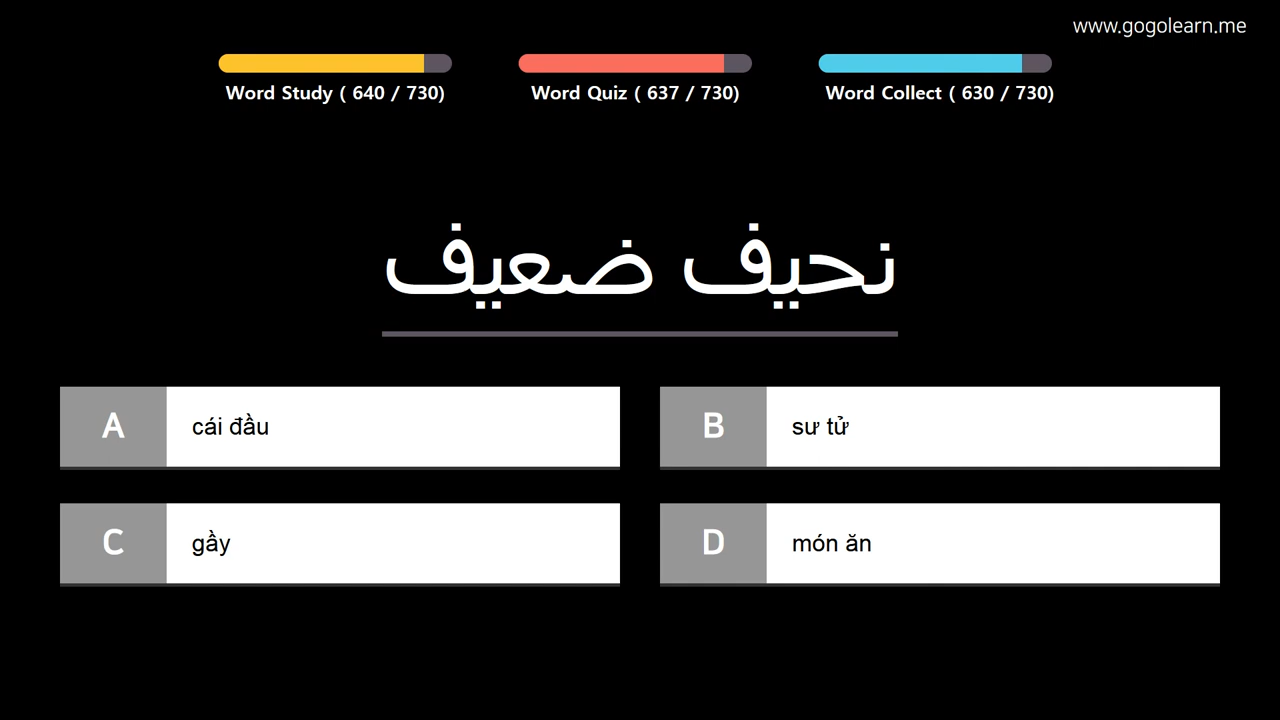 www.gogolearn.me
Word Study ( 640 / 730)
Word Quiz ( 637 / 730)
Word Collect ( 630 / 730)
نحيف ضعيف
A cái đầu
B sư tử
C gầy
D món ăn